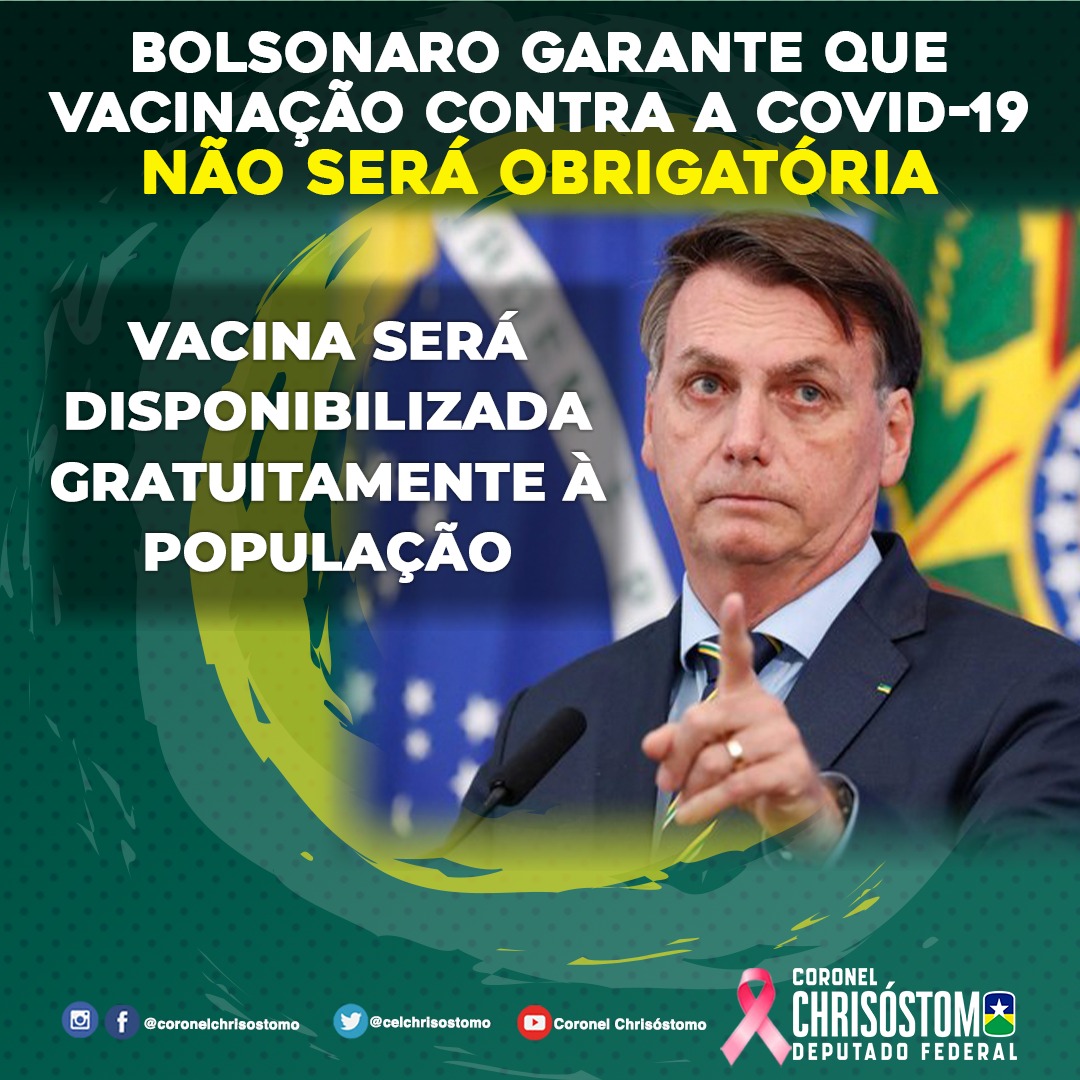 BOLSONARO GARANTE QUE
VACINAÇÃO CONTRA A COVID-19
NÃO SERÁ OBRIGATÓRIA
VACINA SERÁ
DISPONIBILIZADA
GRATUITAMENTE À
POPULAÇÃO
@coronelchrisostomo
@celchrisostomo
Coronel Chrisóstomo
CORONEL
CHRISÓSTOMO
DEPUTADO FEDERAL